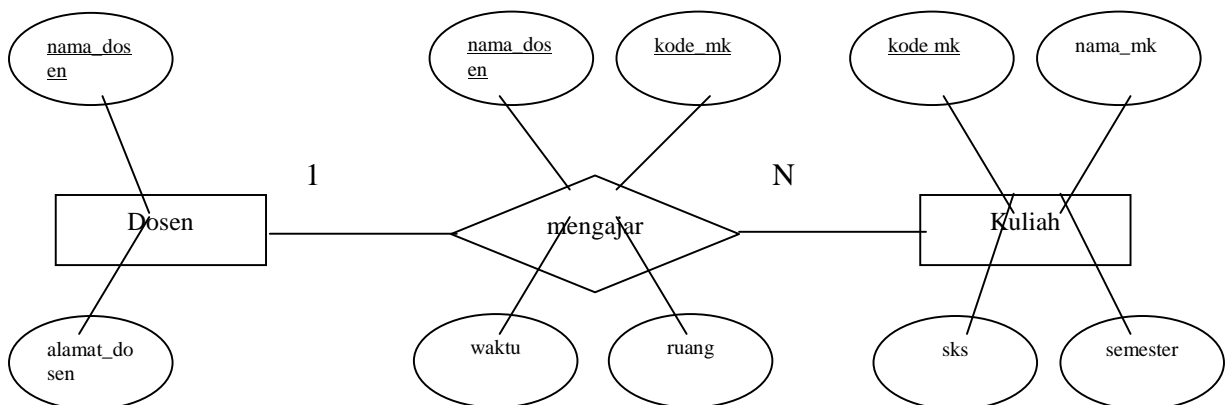 nama_dos
en
nama_dos
en
kode_mk
kode mk
nama_mk
1
N
Dosen
mengajar
Kuliah
alamat_do
sen
waktu
ruang
sks
semester